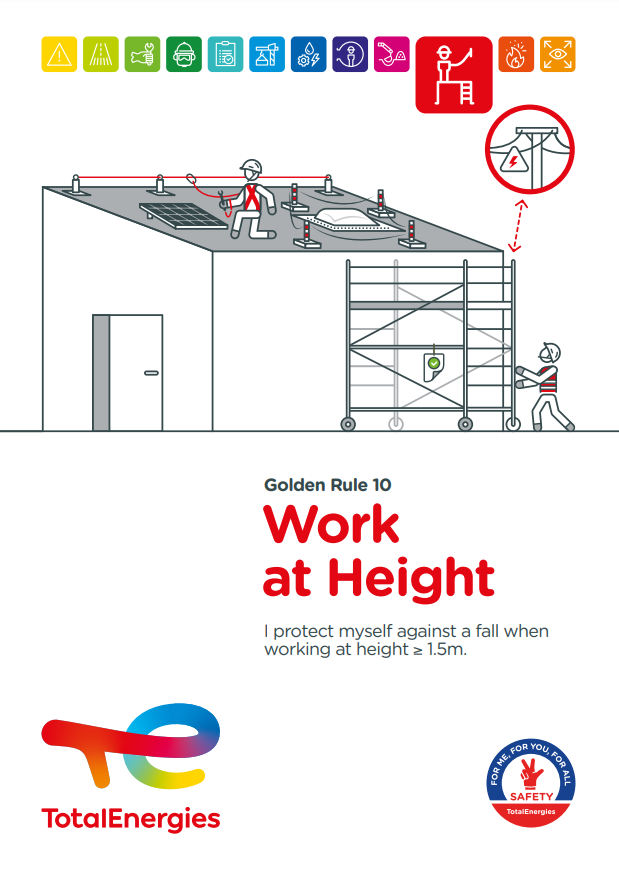 Golden Rule 10
Work
at Height
I protect myself against a fall when
working at height ≥ 1.5m.
TotalEnergies
FOR ME, FOR YOU, FOR ALL
SAFETY
TotalEnergies